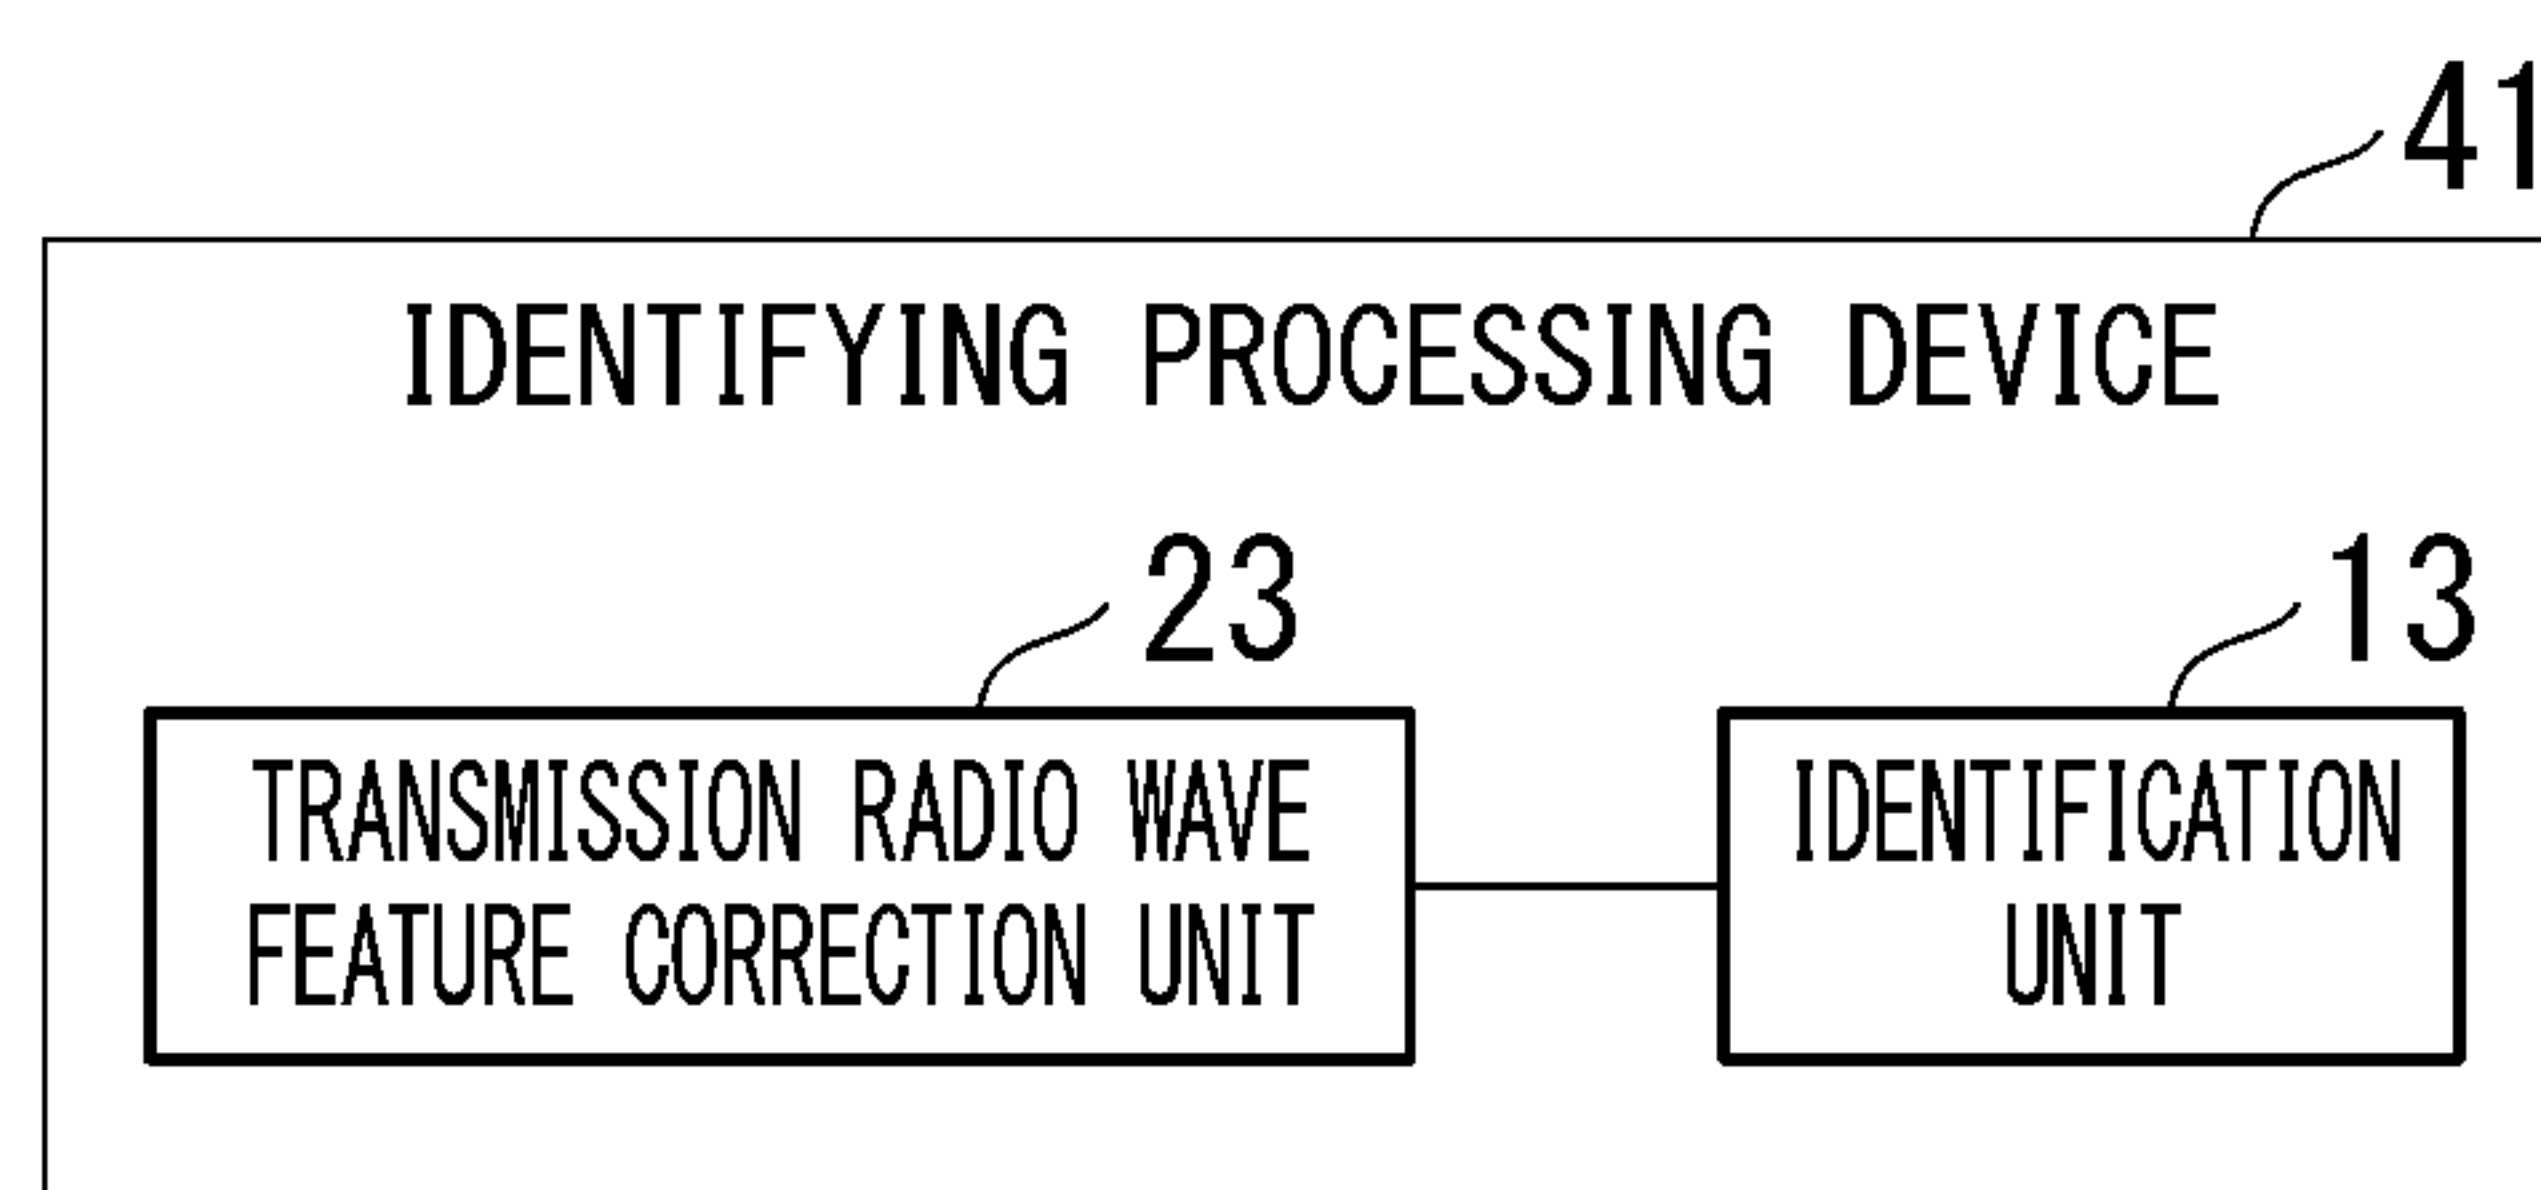 41
IDENTIFYING PROCESSING DEVICE
23
13
TRANSMISSION RADIO WAVE
FEATURE CORRECTION UNIT
IDENTIFICATION
UNIT